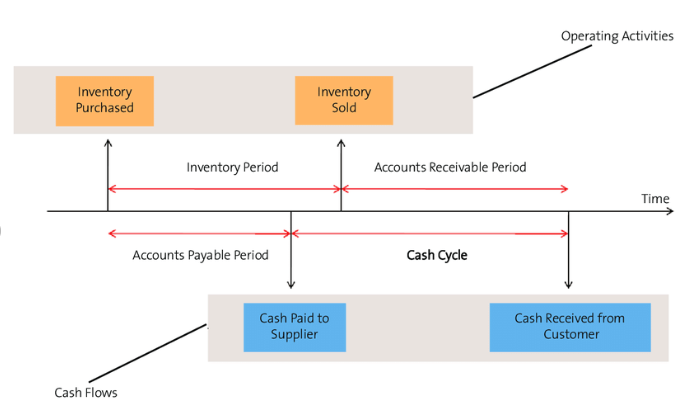 Operating Activities
Inventory
Purchased
Inventory
Sold
Inventory Period
Accounts Receivable Period
Time
Accounts Payable Period
Cash Cycle
Cash Paid to
Supplier
Cash Received from
Customer
Cash Flows